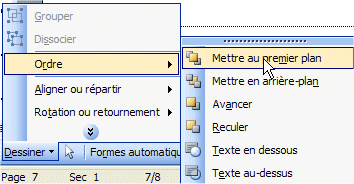 Grouper
Dissocier
Ordre
Aligner ou répartir
Rotation ou retournement
Dessiner
Formes automatiqu
Page 7 Sec 1 7/8
Mettre au premier plan
Mettre en arrière-plan
Avancer
Reculer
Texte en dessous
Texte au-dessus